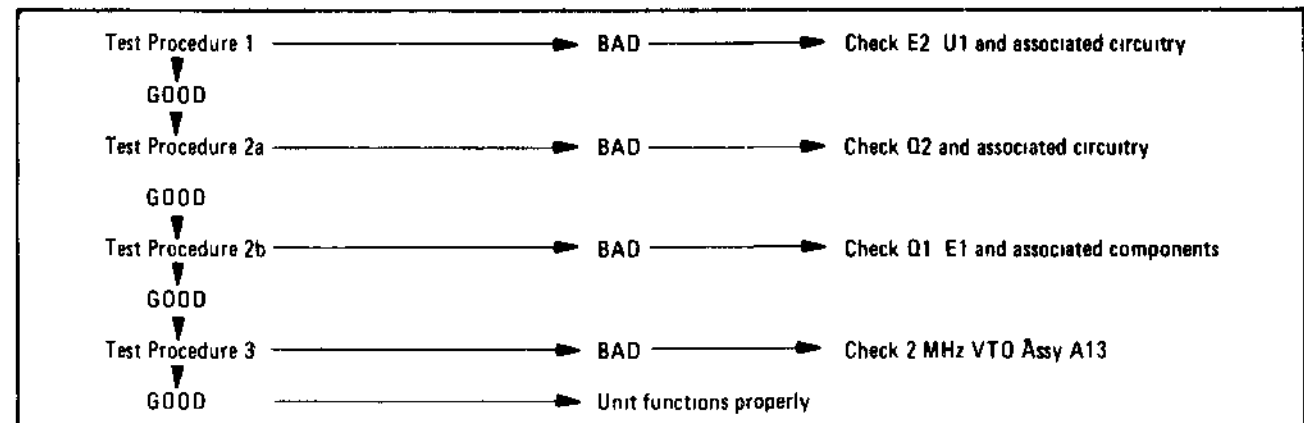 Test Procedure 1 BAD Check E2 U1 and associated circuitry
GOOD
Test Procedure 2a BAD Check Q2 and associated circuitry
GOOD
Test Procedure 2b BAD Check Q1 E1 and associated components
GOOD
Test Procedure 3 BAD Check 2 MHz VTO Assy A13
GOOD Unit functions properly